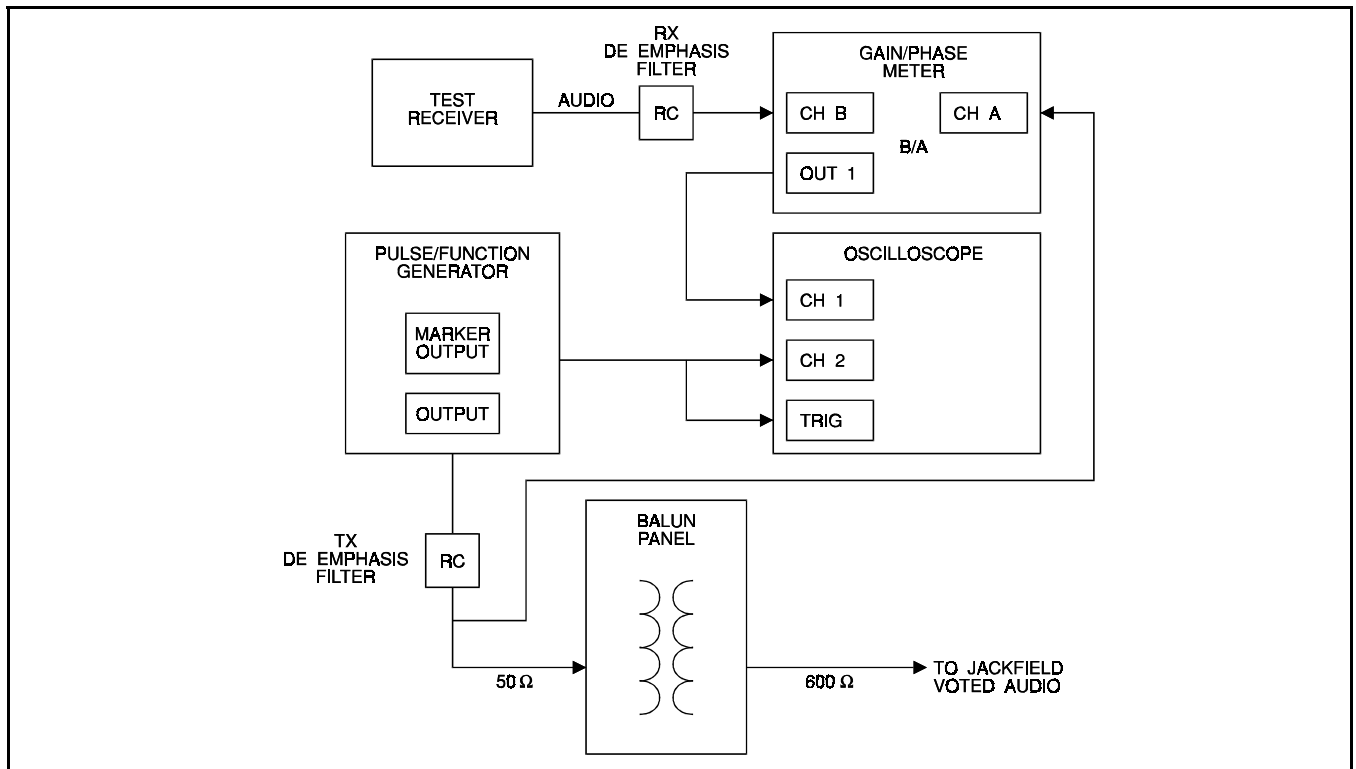 RX
DE EMPHASIS
FILTER
TEST
RECEIVER
AUDIO
RC
GAIN/PHASE
METER
CH B
CH A
B/A
OUT 1
PULSE/FUNCTION
GENERATOR
MARKER
OUTPUT
OUTPUT
OSCILLOSCOPE
CH 1
CH 2
TRIG
TX
DE EMPHASIS
FILTER
RC
BALUN
PANEL
50 Ω
600 Ω
TO JACKFIELD
VOTED AUDIO